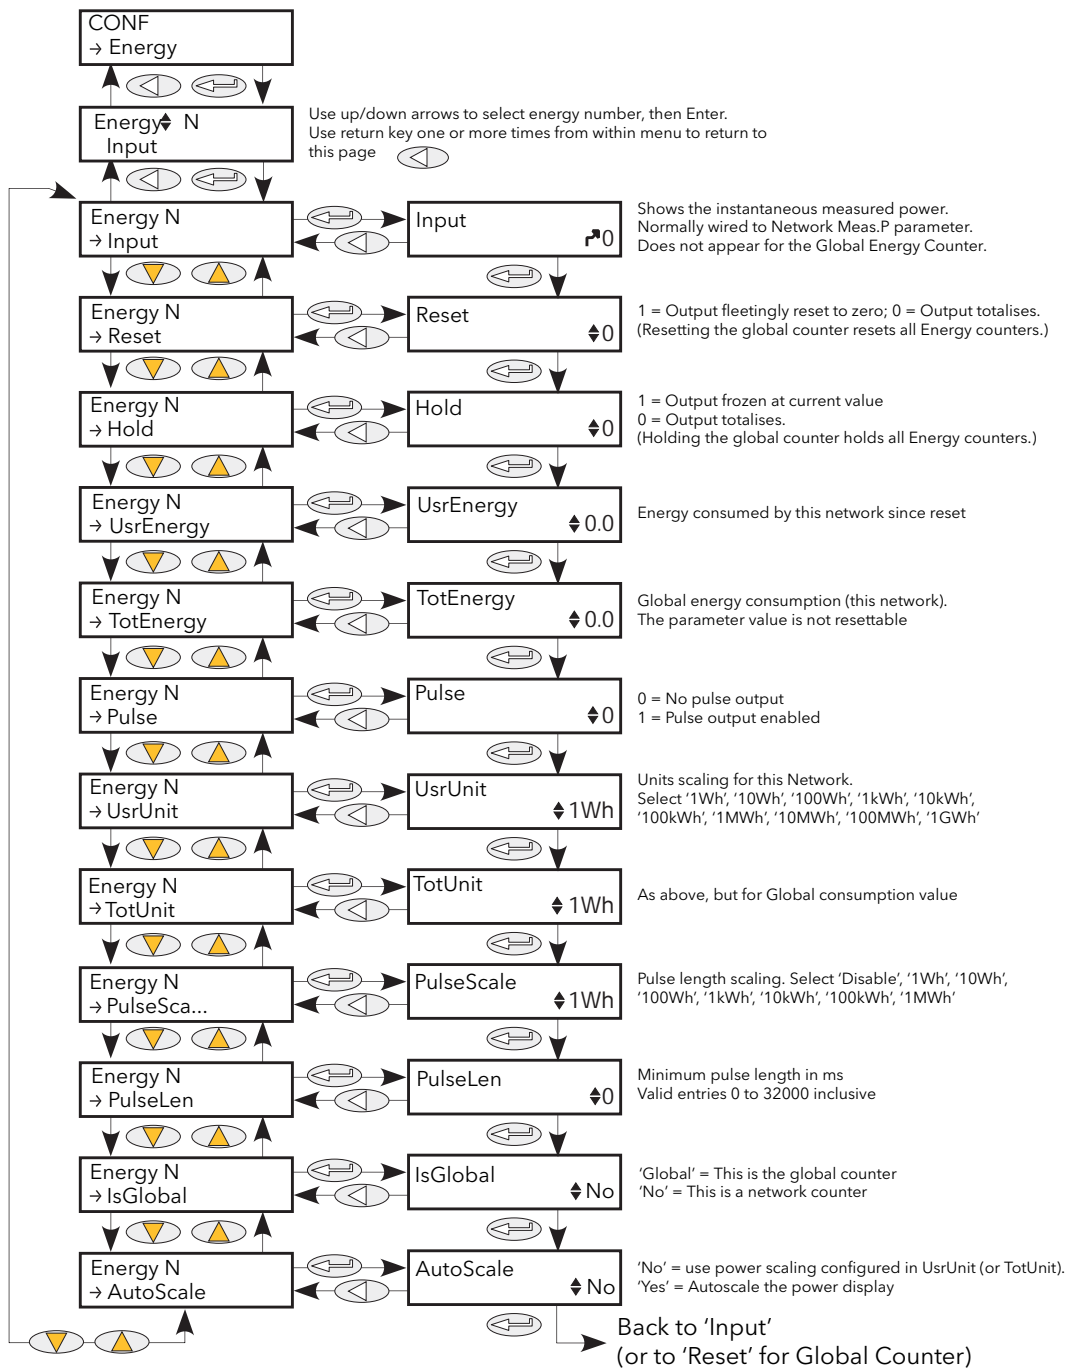 CONF
→ Energy
Energy N
Input
Use up/down arrows to select energy number, then Enter.
Use return key one or more times from within menu to return to
this page
Energy N
→ Input
Input
0
Shows the instantaneous measured power.
Normally wired to Network Meas.P parameter.
Does not appear for the Global Energy Counter.
Energy N
→ Reset
Reset
0
1 = Output fleetingly reset to zero; 0 = Output totalises.
(Resetting the global counter resets all Energy counters.)
Energy N
→ Hold
Hold
0
1 = Output frozen at current value
0 = Output totalises.
(Holding the global counter holds all Energy counters.)
Energy N
→ UsrEnergy
UsrEnergy
0.0
Energy consumed by this network since reset
Energy N
→ TotEnergy
TotEnergy
0.0
Global energy consumption (this network).
The parameter value is not resettable
Energy N
→ Pulse
Pulse
0
0 = No pulse output
1 = Pulse output enabled
Energy N
→ UsrUnit
UsrUnit
1Wh
Units scaling for this Network.
Select ‘1Wh’, ‘10Wh’, ‘100Wh’, ‘1kWh’, ‘10kWh’,
‘100kWh’, ‘1MWh’, ‘10MWh’, ‘100MWh’, ‘1GWh’
Energy N
→ TotUnit
TotUnit
1Wh
As above, but for Global consumption value
Energy N
→ PulseSca...
PulseScale
1Wh
Pulse length scaling. Select ‘Disable’, ‘1Wh’, ‘10Wh’,
‘100Wh’, ‘1kWh’, ‘10kWh’, ‘100kWh’, ‘1MWh’
Energy N
→ PulseLen
PulseLen
0
Minimum pulse length in ms
Valid entries 0 to 32000 inclusive
Energy N
→ IsGlobal
IsGlobal
No
‘Global’ = This is the global counter
‘No’ = This is a network counter
Energy N
→ AutoScale
AutoScale
No
‘No’ = use power scaling configured in UsrUnit (or TotUnit).
‘Yes’ = Autoscale the power display
Back to ‘Input’
(or to ‘Reset’ for Global Counter)